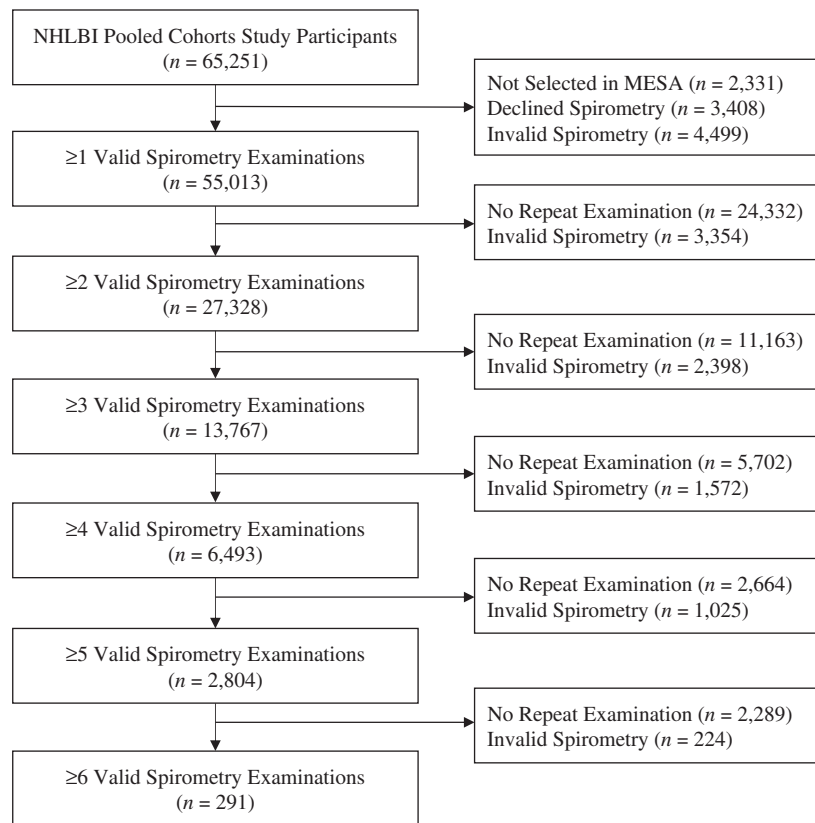 NHLBI Pooled Cohorts Study Participants
(n = 65,251)
Not Selected in MESA (n = 2,331)
Declined Spirometry (n = 3,408)
Invalid Spirometry (n = 4,499)
≥1 Valid Spirometry Examinations
(n = 55,013)
No Repeat Examination (n = 24,332)
Invalid Spirometry (n = 3,354)
≥2 Valid Spirometry Examinations
(n = 27,328)
No Repeat Examination (n = 11,163)
Invalid Spirometry (n = 2,398)
≥3 Valid Spirometry Examinations
(n = 13,767)
No Repeat Examination (n = 5,702)
Invalid Spirometry (n = 1,572)
≥4 Valid Spirometry Examinations
(n = 6,493)
No Repeat Examination (n = 2,664)
Invalid Spirometry (n = 1,025)
≥5 Valid Spirometry Examinations
(n = 2,804)
No Repeat Examination (n = 2,289)
Invalid Spirometry (n = 224)
≥6 Valid Spirometry Examinations
(n = 291)